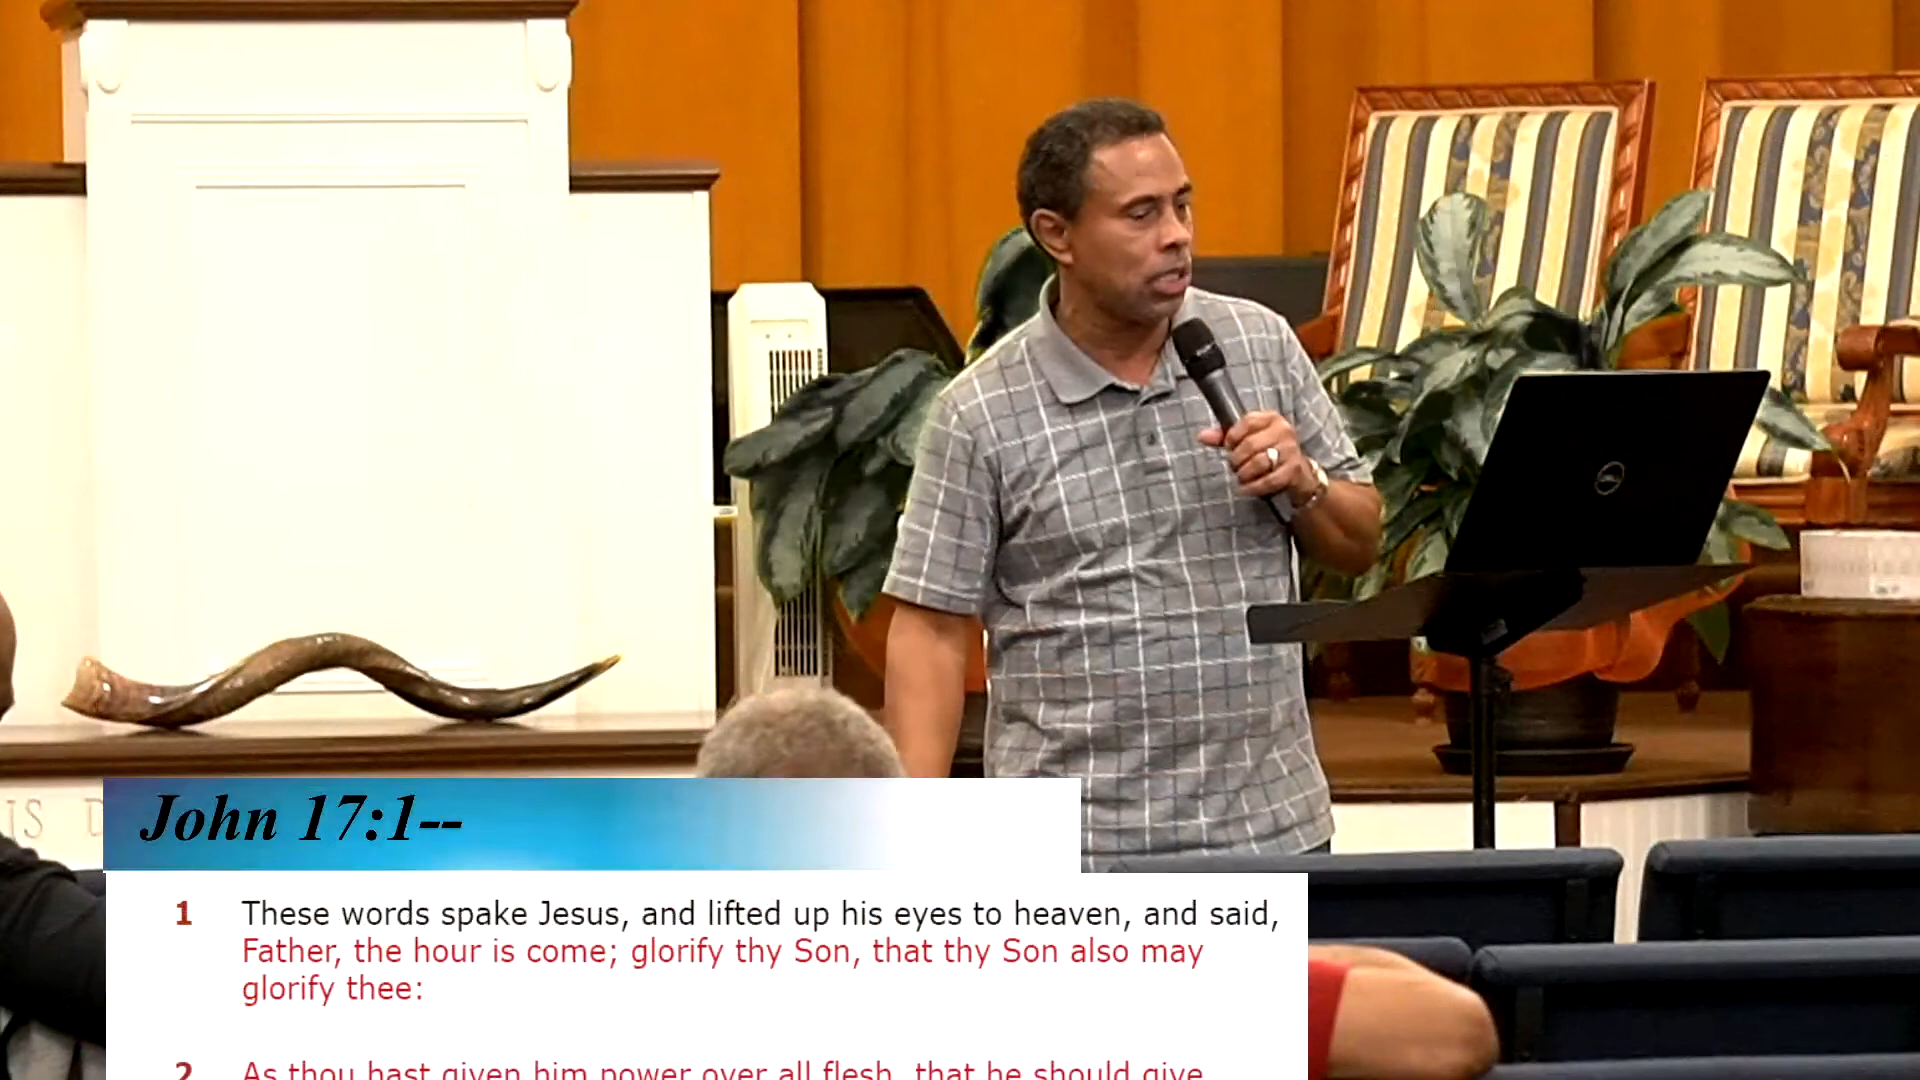 John 17:1--
1 These words spake Jesus, and lifted up his eyes to heaven, and said,
Father, the hour is come; glorify thy Son, that thy Son also may
glorify thee:
2 As thou hast given him power over all flesh, that he should give
DELL
IS D